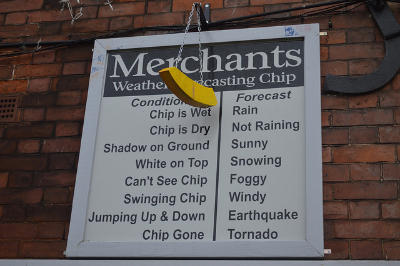 Merchants
Weather Forecasting Chip
Conditions Forecast
Chip is Wet Rain
Chip is Dry Not Raining
Shadow on Ground Sunny
White on Top Snowing
Can't See Chip Foggy
Swinging Chip Windy
Jumping Up & Down Earthquake
Chip Gone Tornado